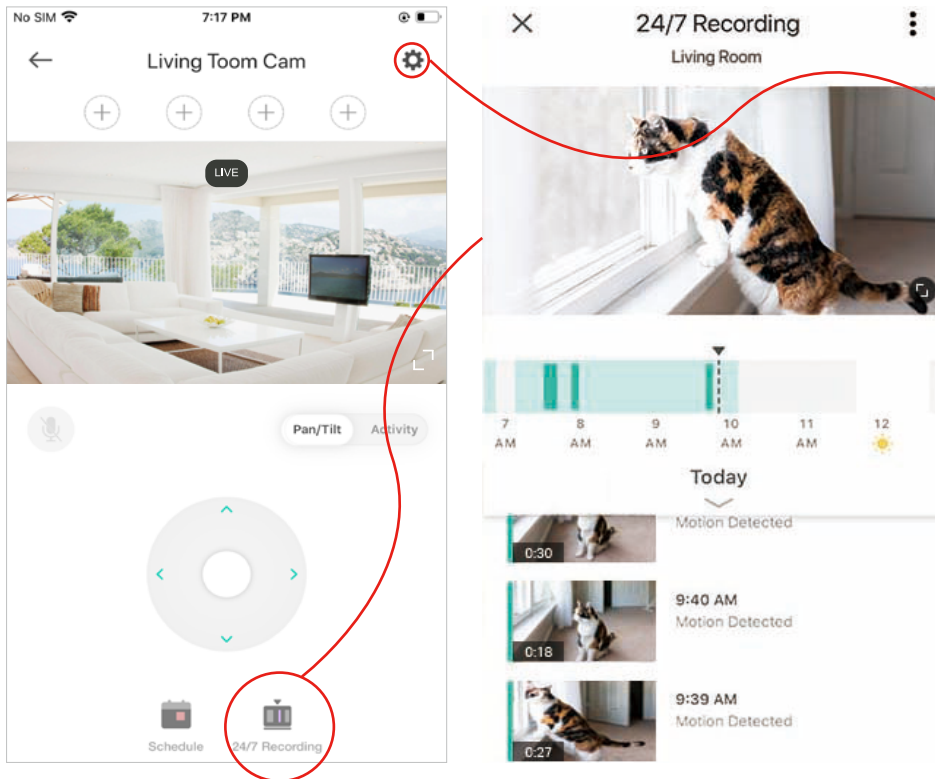 No SIM 7:17 PM
Living Toom Cam
LIVE
Pan/Tilt Activity
Schedule 24/7 Recording
24/7 Recording
Living Room
7 8 9 10 11 12
AM AM AM AM AM
Today
Motion Detected
0:30
9:40 AM
Motion Detected
0:18
9:39 AM
Motion Detected
0:27